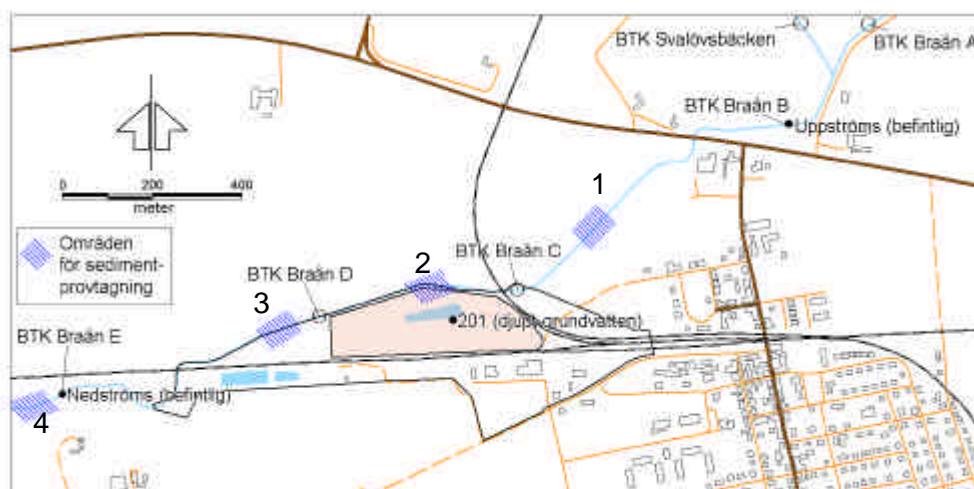 BTK Svalövsbäcken
BTK Braån A
BTK Braån B
Uppströms (befintlig)
0 200 400
meter
1
Områden
för sediment-
provtagning
BTK Braån C
2
BTK Braån D
3
201 (djupt grundvatten)
BTK Braån E
Nedströms (befintlig)
4